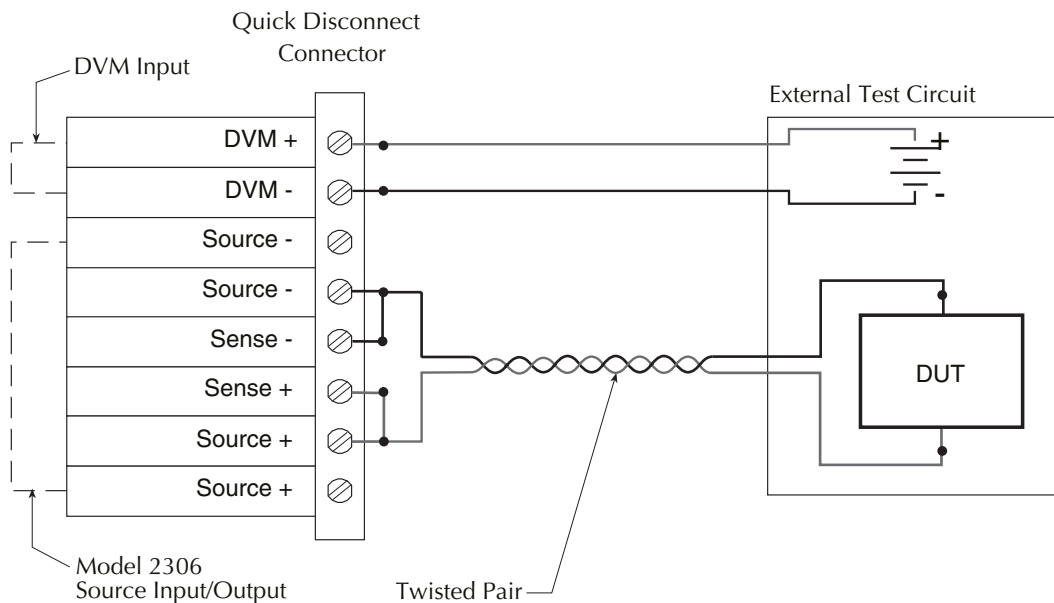 Quick Disconnect
Connector
DVM Input
External Test Circuit
DVM +
+
DVM -
-
Source -
Source -
Sense -
Sense +
DUT
Source +
Source +
Model 2306
Source Input/Output
Twisted Pair